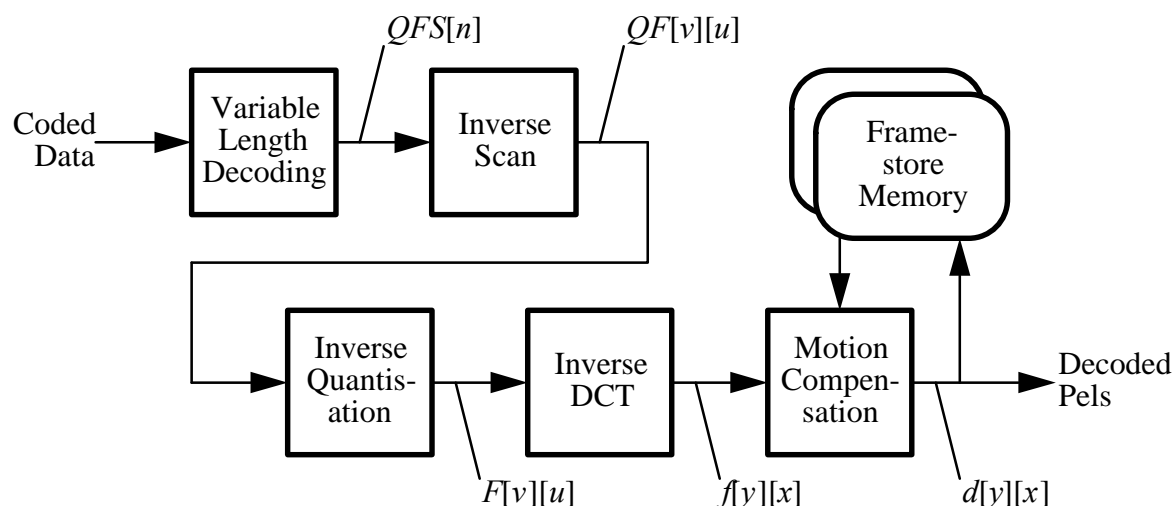 QFS[n]
QF[v][u]
Coded
Data
Variable
Length
Decoding
Inverse
Scan
Frame-
store
Memory
Inverse
Quantis-
ation
Inverse
DCT
Motion
Compen-
sation
Decoded
Pels
F[v][u]
f[y][x]
d[y][x]